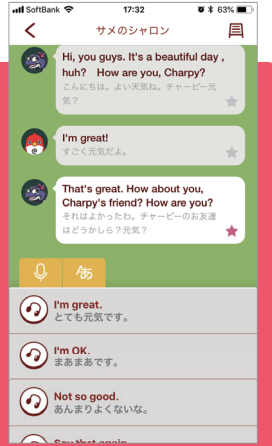 SoftBank 17:32 63%
サメのシャロン
Hi, you guys. It's a beautiful day ,
huh? How are you, Charpy?
こんにちは。よい天気ね。チャーピー元
気？
I'm great!
すごく元気だよ。
That's great. How about you,
Charpy's friend? How are you?
それはよかったわ。チャーピーのお友達
はどうかしら？元気？
Aあ
I'm great.
とても元気です。
I'm OK.
まあまあです。
Not so good.
あんまりよくないな。
Say that again